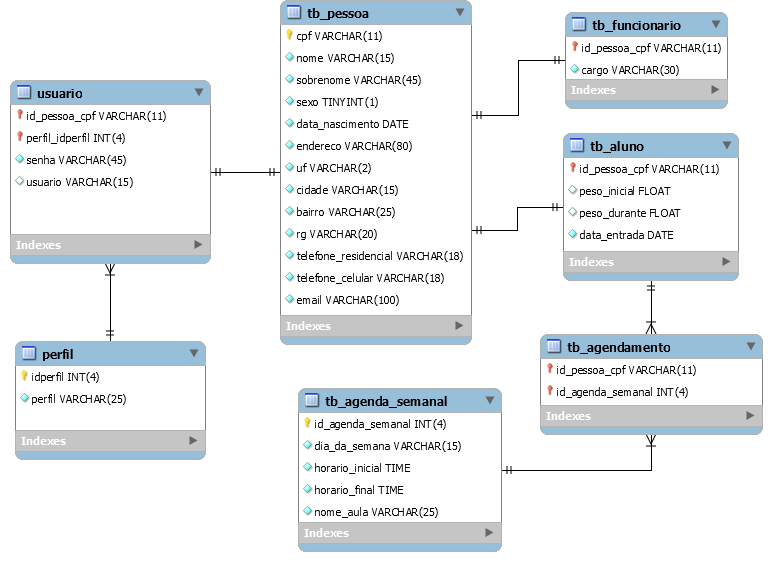 tb_pessoa
cpf VARCHAR(11)
nome VARCHAR(15)
sobrenome VARCHAR(45)
sexo TINYINT(1)
data_nascimento DATE
endereco VARCHAR(80)
uf VARCHAR(2)
cidade VARCHAR(15)
bairro VARCHAR(25)
rg VARCHAR(20)
telefone_residencial VARCHAR(18)
telefone_celular VARCHAR(18)
email VARCHAR(100)
Indexes
tb_funcionario
id_pessoa_cpf VARCHAR(11)
cargo VARCHAR(30)
Indexes
usuario
id_pessoa_cpf VARCHAR(11)
perfil_idperfil INT(4)
senha VARCHAR(45)
usuario VARCHAR(15)
Indexes
tb_aluno
id_pessoa_cpf VARCHAR(11)
peso_inicial FLOAT
peso_durante FLOAT
data_entrada DATE
Indexes
perfil
idperfil INT(4)
perfil VARCHAR(25)
Indexes
tb_agendamento
id_pessoa_cpf VARCHAR(11)
id_agenda_semanal INT(4)
Indexes
tb_agenda_semanal
id_agenda_semanal INT(4)
dia_da_semana VARCHAR(15)
horario_inicial TIME
horario_final TIME
nome_aula VARCHAR(25)
Indexes